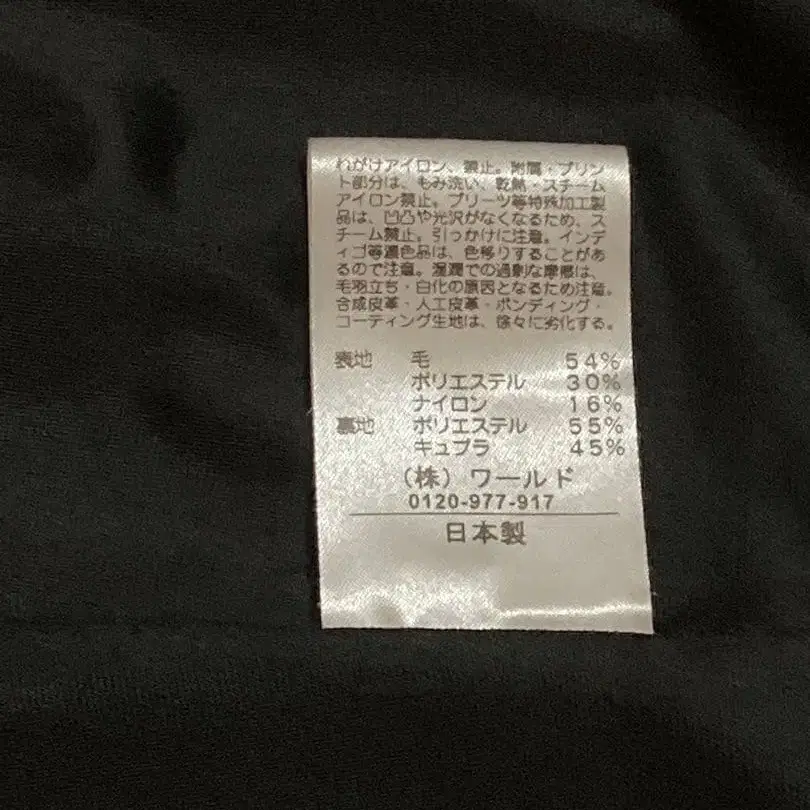 れがけアイロン、禁止。附属・プリン
ト部分は、もみ洗い、乾熱・スチーム
アイロン禁止。プリーツ等特殊加工製
品は、凹凸や光沢がなくなるため、ス
チーム禁止。引っかけに注意。インデ
ィゴ等濃色品は、色移りすることがあ
るので注意。湿潤での過剰な摩擦は、
毛羽立ち・白化の原因となるため注意。
合成皮革・人工皮革・ボンディング・
コーティング生地は、徐々に劣化する。
表地 毛 54%
ポリエステル 30%
ナイロン 16%
裏地 ポリエステル 55%
キュプラ 45%
(株)ワールド
0120-977-917
日本製